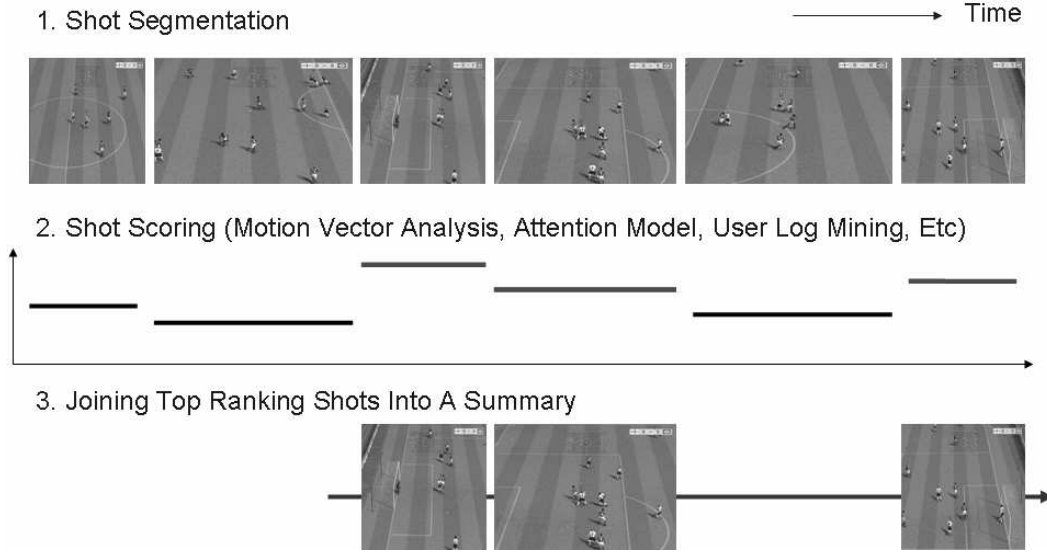 1. Shot Segmentation
Time
2. Shot Scoring (Motion Vector Analysis, Attention Model, User Log Mining, Etc)
3. Joining Top Ranking Shots Into A Summary